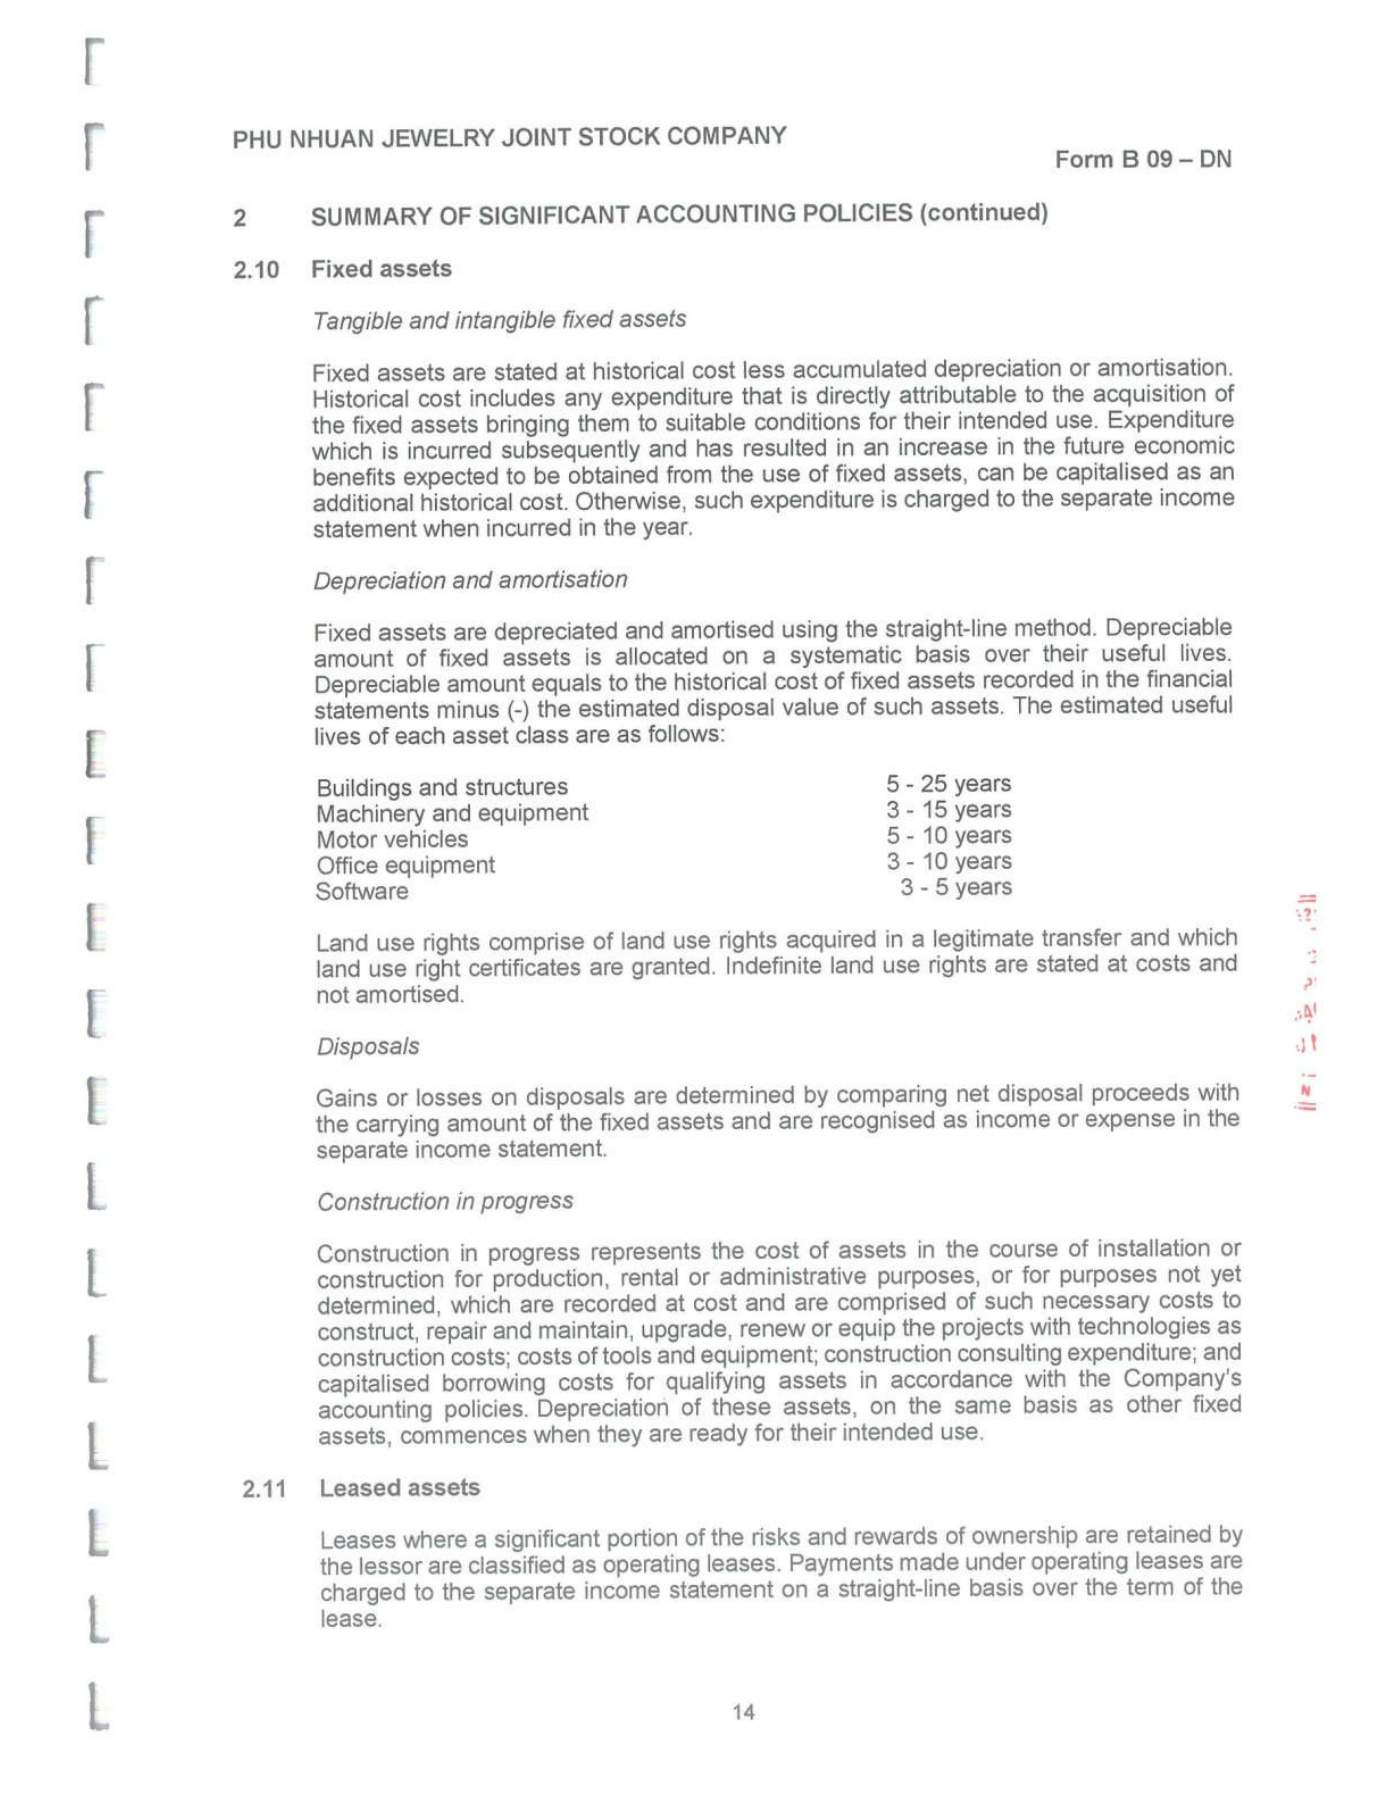 PHU NHUAN JEWELRY JOINT STOCK COMPANY
Form B 09 – DN
2 SUMMARY OF SIGNIFICANT ACCOUNTING POLICIES (continued)
2.10 Fixed assets
Tangible and intangible fixed assets
Fixed assets are stated at historical cost less accumulated depreciation or amortisation.
Historical cost includes any expenditure that is directly attributable to the acquisition of
the fixed assets bringing them to suitable conditions for their intended use. Expenditure
which is incurred subsequently and has resulted in an increase in the future economic
benefits expected to be obtained from the use of fixed assets, can be capitalised as an
additional historical cost. Otherwise, such expenditure is charged to the separate income
statement when incurred in the year.
Depreciation and amortisation
Fixed assets are depreciated and amortised using the straight-line method. Depreciable
amount of fixed assets is allocated on a systematic basis over their useful lives.
Depreciable amount equals to the historical cost of fixed assets recorded in the financial
statements minus (-) the estimated disposal value of such assets. The estimated useful
lives of each asset class are as follows:
Buildings and structures 5 - 25 years
Machinery and equipment 3 - 15 years
Motor vehicles 5 - 10 years
Office equipment 3 - 10 years
Software 3 - 5 years
Land use rights comprise of land use rights acquired in a legitimate transfer and which
land use right certificates are granted. Indefinite land use rights are stated at costs and
not amortised.
Disposals
Gains or losses on disposals are determined by comparing net disposal proceeds with
the carrying amount of the fixed assets and are recognised as income or expense in the
separate income statement.
Construction in progress
Construction in progress represents the cost of assets in the course of installation or
construction for production, rental or administrative purposes, or for purposes not yet
determined, which are recorded at cost and are comprised of such necessary costs to
construct, repair and maintain, upgrade, renew or equip the projects with technologies as
construction costs; costs of tools and equipment; construction consulting expenditure; and
capitalised borrowing costs for qualifying assets in accordance with the Company's
accounting policies. Depreciation of these assets, on the same basis as other fixed
assets, commences when they are ready for their intended use.
2.11 Leased assets
Leases where a significant portion of the risks and rewards of ownership are retained by
the lessor are classified as operating leases. Payments made under operating leases are
charged to the separate income statement on a straight-line basis over the term of the
lease.
14